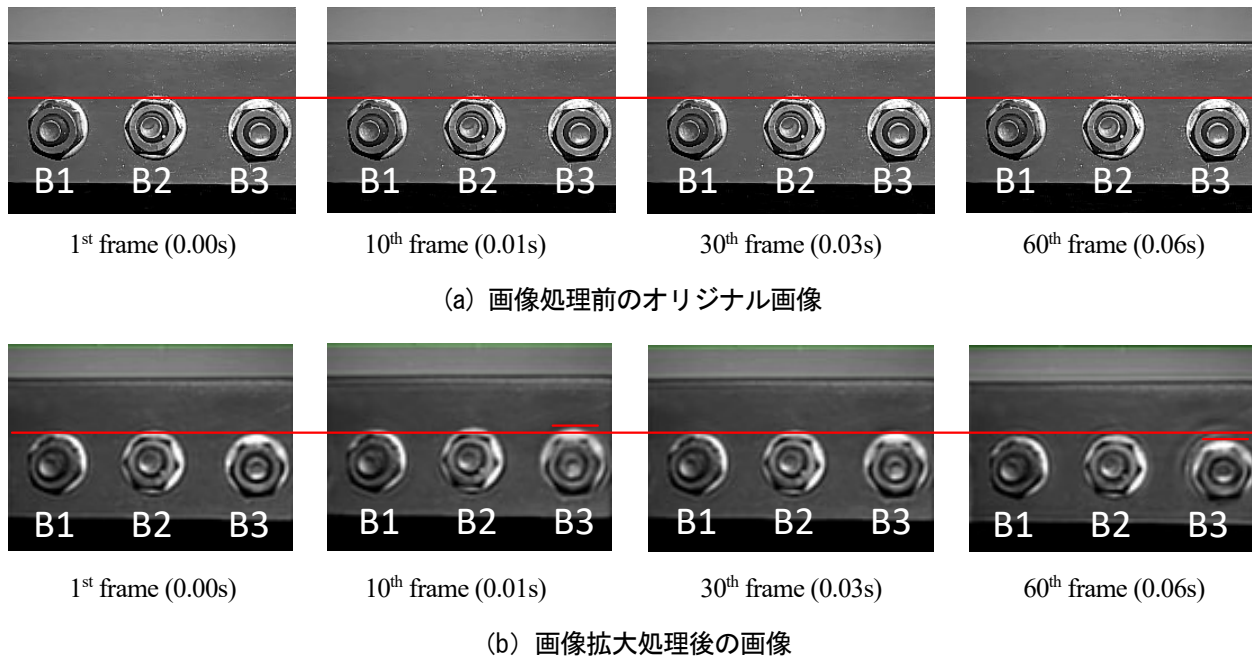 B1 B2 B3 B1 B2 B3 B1 B2 B3 B1 B2 B3
1st frame (0.00s) 10th frame (0.01s) 30th frame (0.03s) 60th frame (0.06s)
(a) 画像処理前のオリジナル画像
B1 B2 B3 B1 B2 B3 B1 B2 B3 B1 B2 B3
1st frame (0.00s) 10th frame (0.01s) 30th frame (0.03s) 60th frame (0.06s)
(b) 画像拡大処理後の画像